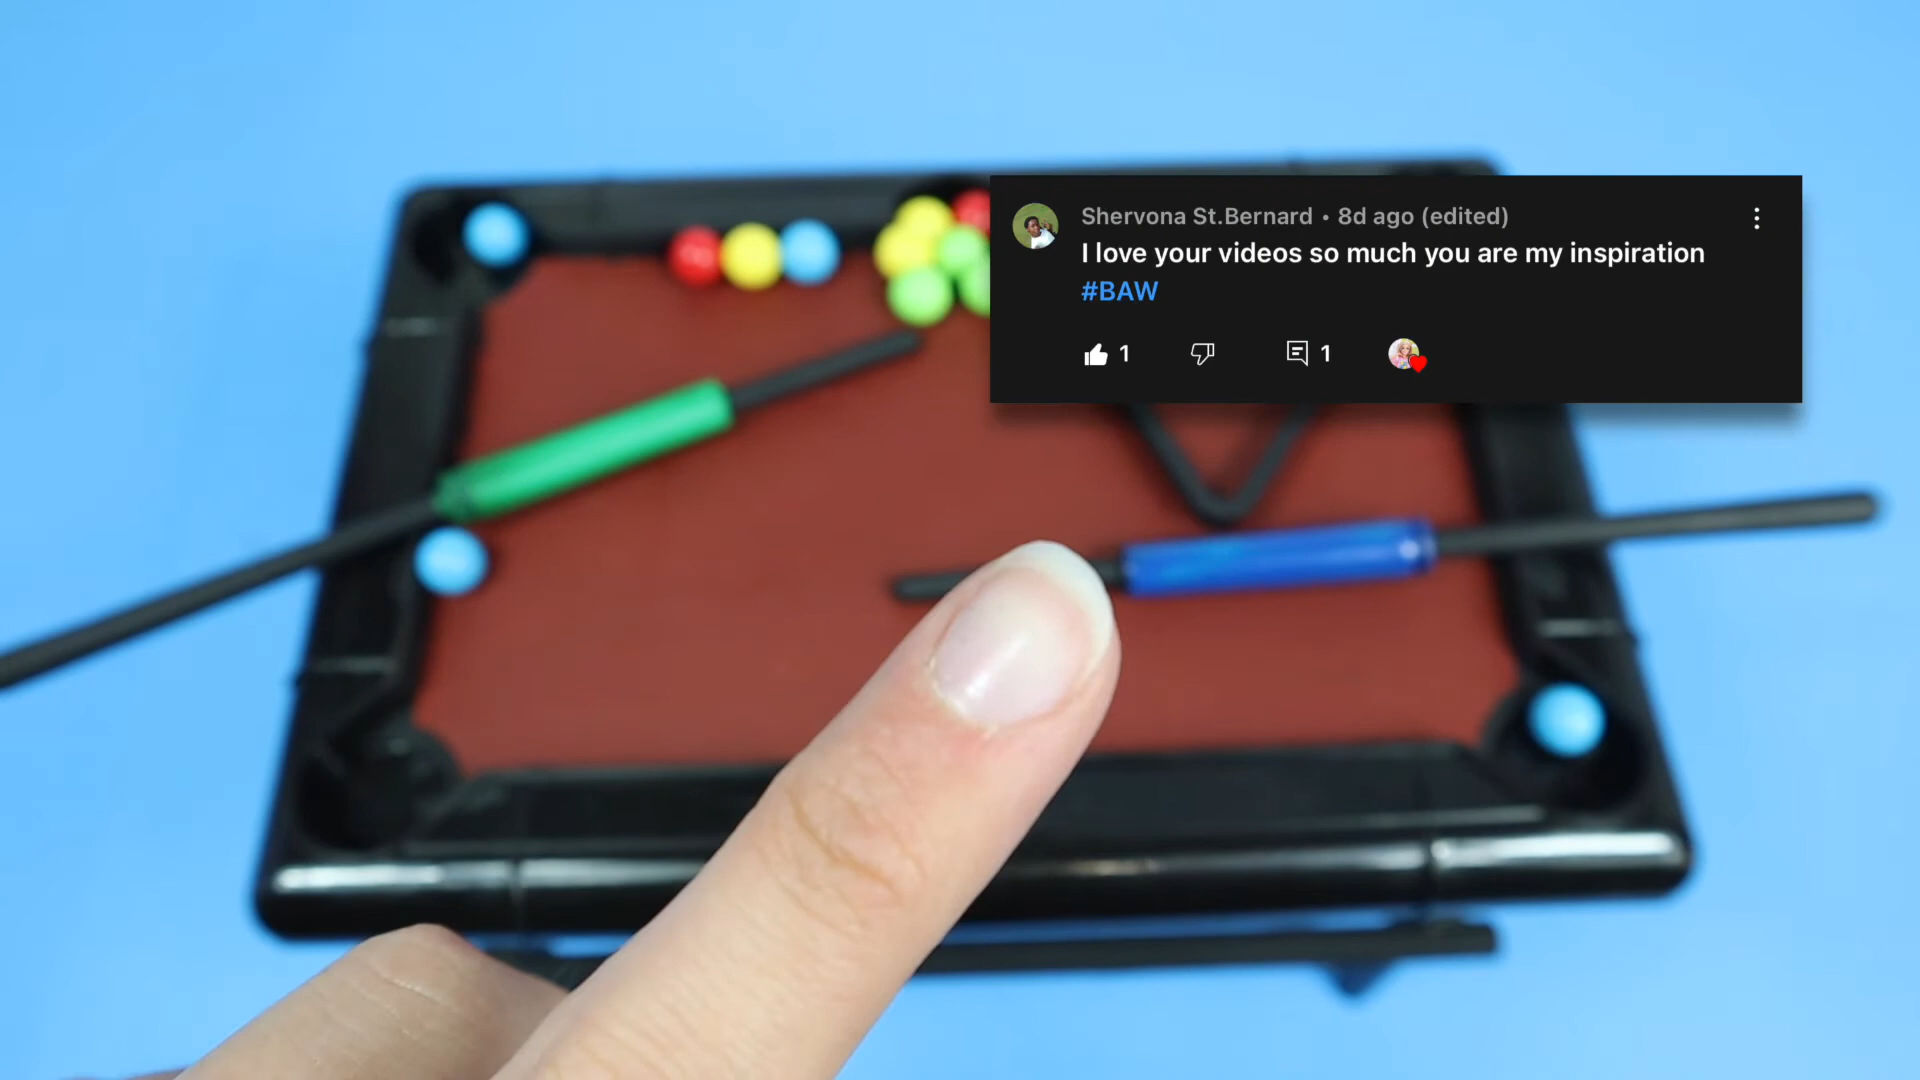 Shervona St.Bernard • 8d ago (edited)
I love your videos so much you are my inspiration
#BAW
1
1